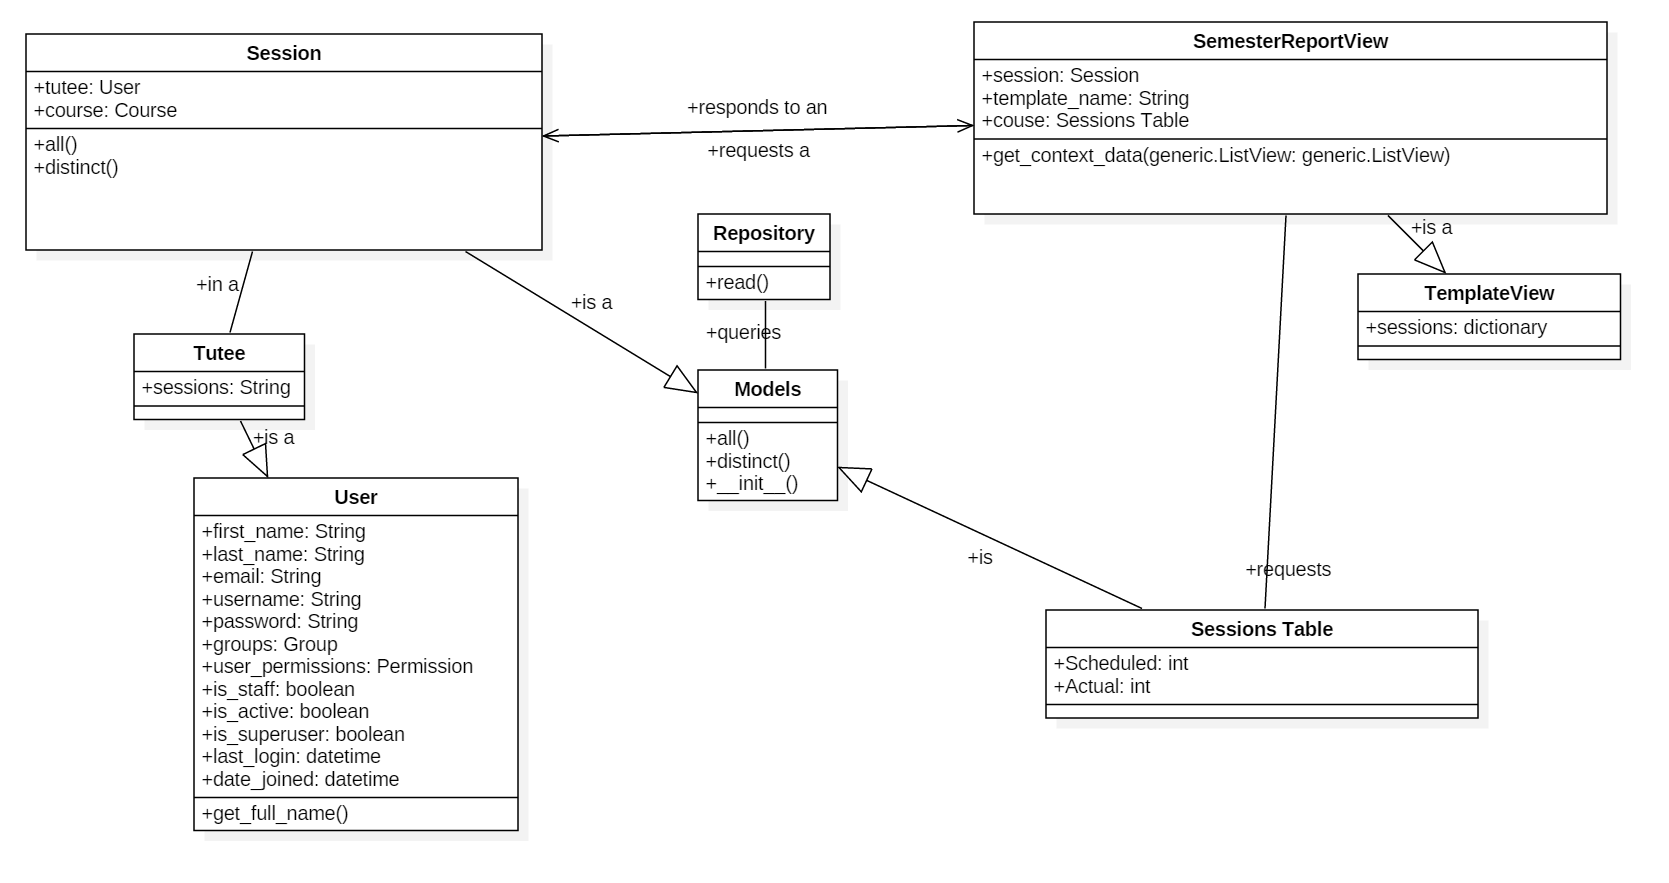 Session
+tutee: User
+course: Course
+all()
+distinct()
SemesterReportView
+session: Session
+template_name: String
+couse: Sessions Table
+get_context_data(generic.ListView: generic.ListView)
+responds to an
+requests a
Repository
+read()
+is a
TemplateView
+sessions: dictionary
+in a
+is a
+queries
Tutee
+sessions: String
Models
+all()
+distinct()
+__init__()
+is a
User
+first_name: String
+last_name: String
+email: String
+username: String
+password: String
+groups: Group
+user_permissions: Permission
+is_staff: boolean
+is_active: boolean
+is_superuser: boolean
+last_login: datetime
+date_joined: datetime
+get_full_name()
+is
+requests
Sessions Table
+Scheduled: int
+Actual: int